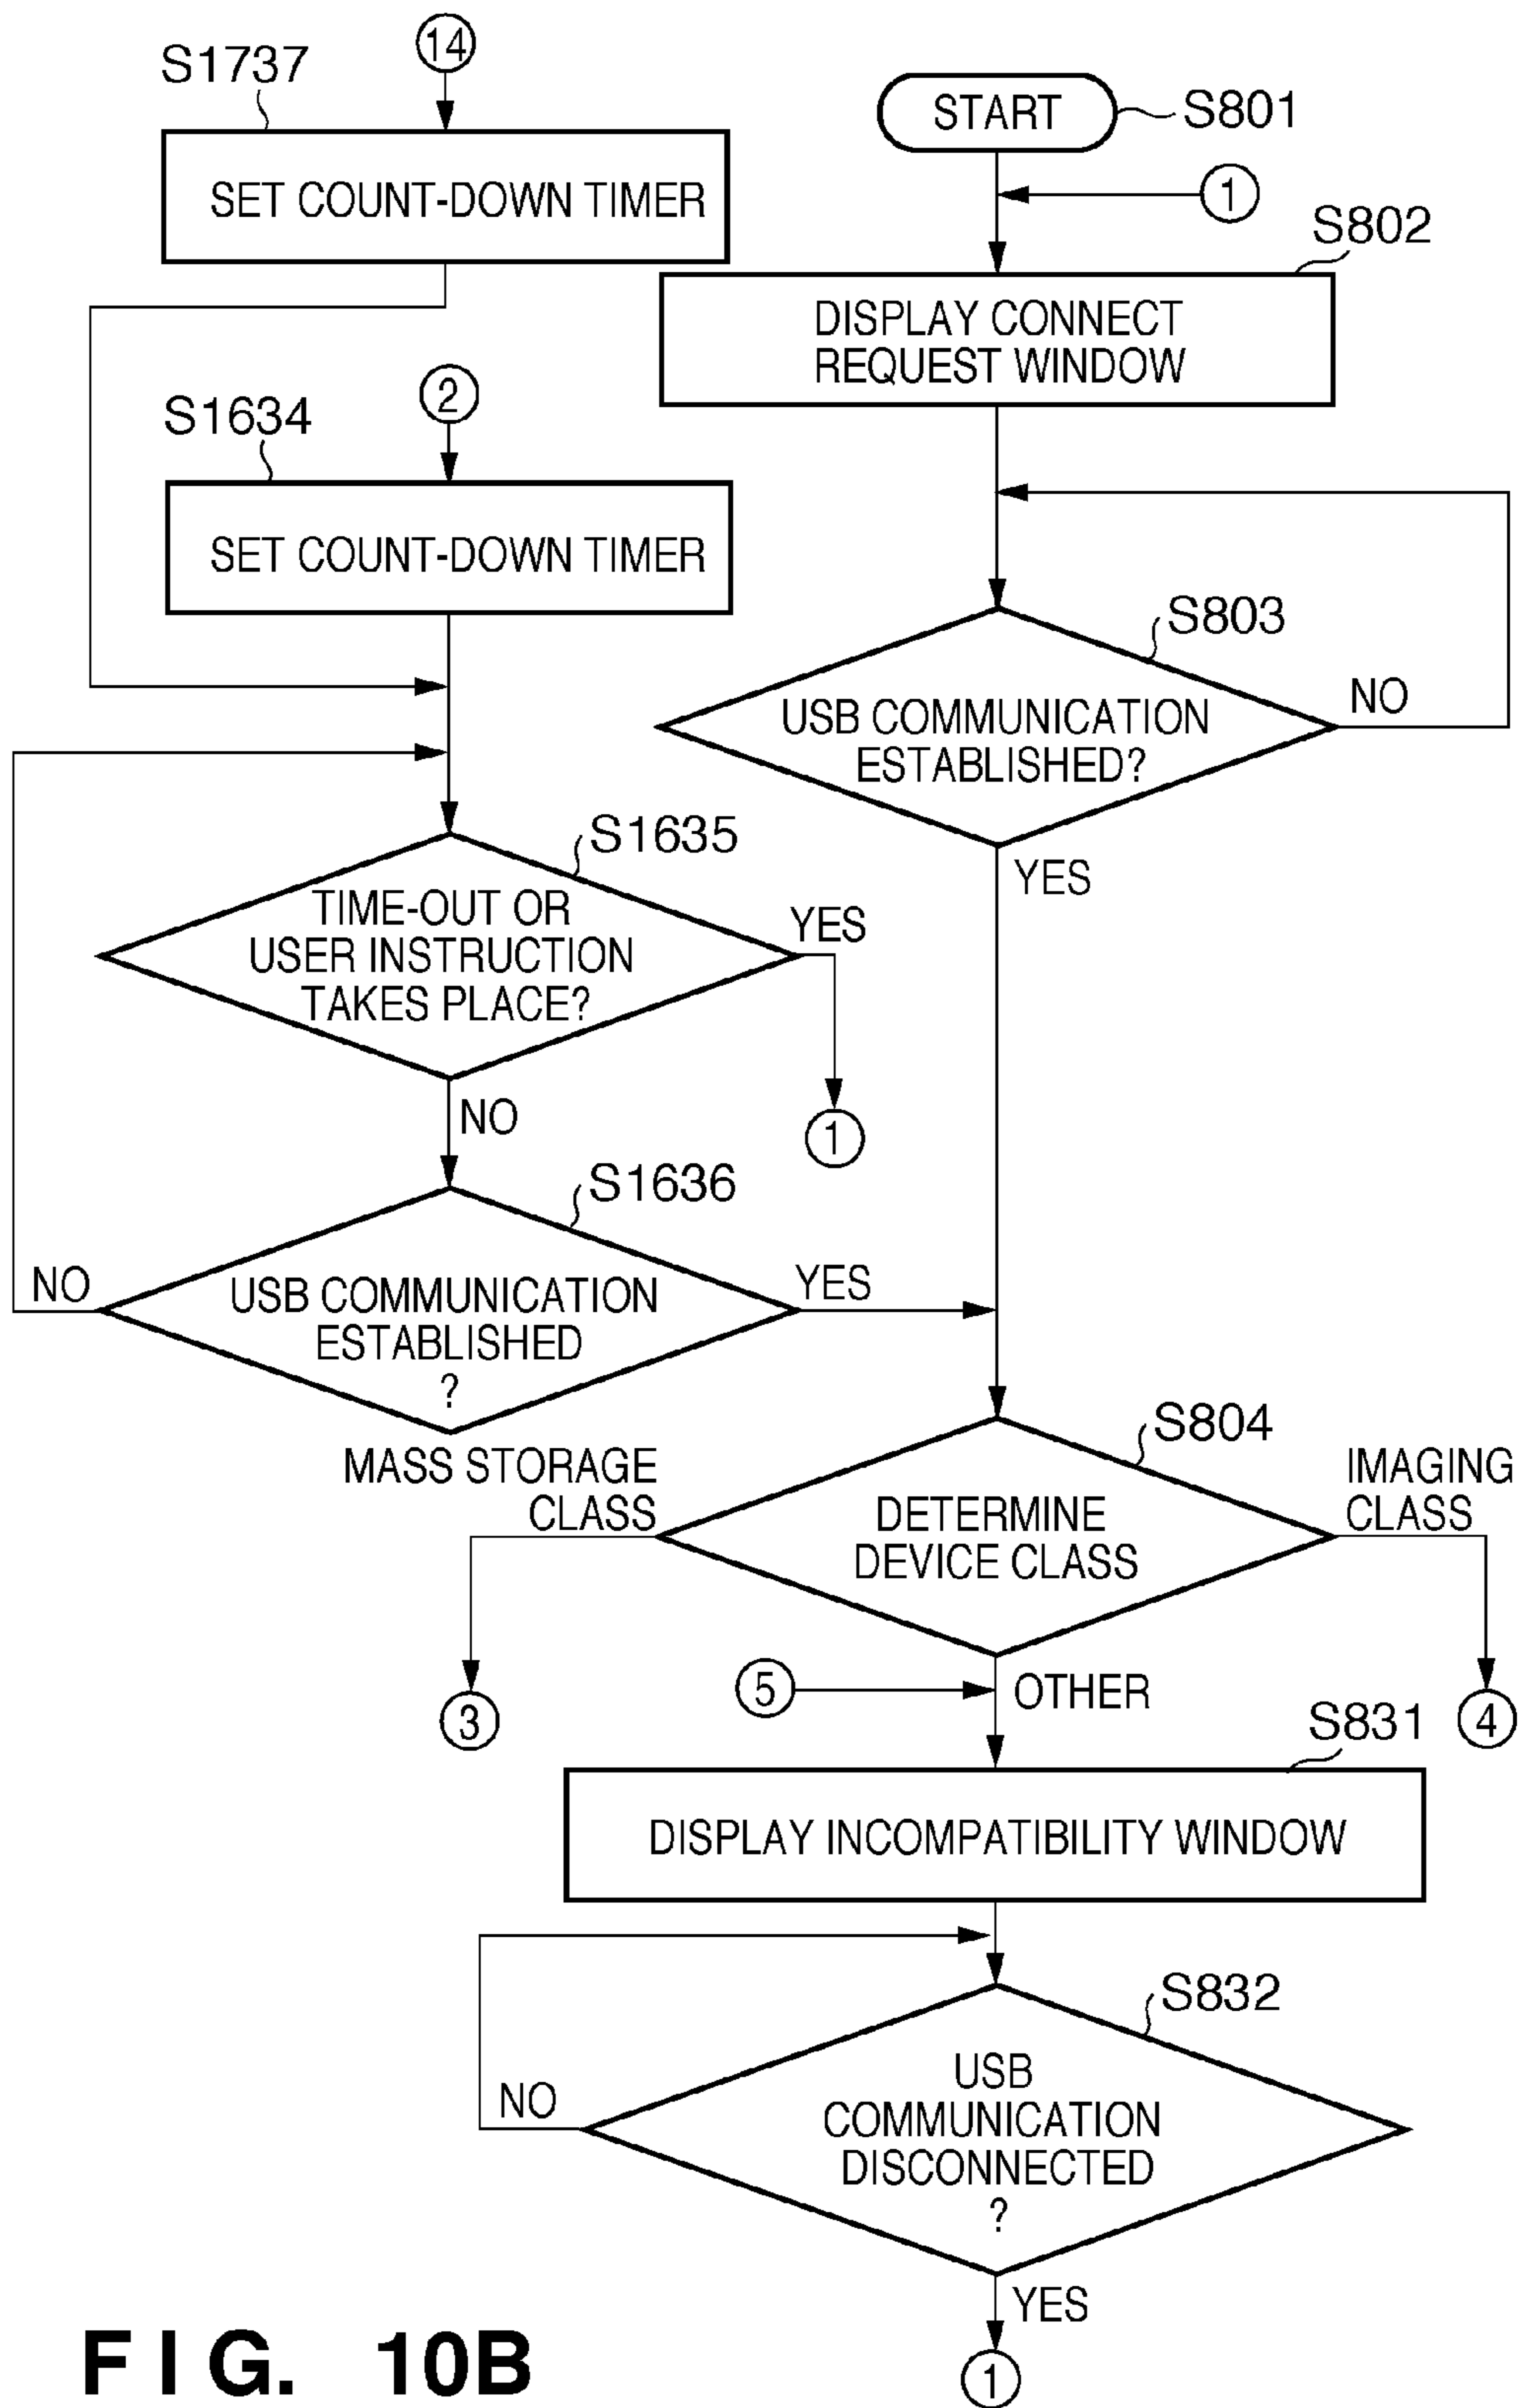 14
S1737
SET COUNT-DOWN TIMER
START
S801
1
S802
DISPLAY CONNECT
REQUEST WINDOW
2
S1634
SET COUNT-DOWN TIMER
S803
USB COMMUNICATION
ESTABLISHED?
NO
YES
S1635
TIME-OUT OR
USER INSTRUCTION
TAKES PLACE?
YES
1
NO
S1636
USB COMMUNICATION
ESTABLISHED
?
NO
YES
S804
DETERMINE
DEVICE CLASS
MASS STORAGE
CLASS
3
IMAGING
CLASS
4
5
OTHER
S831
DISPLAY INCOMPATIBILITY WINDOW
S832
USB
COMMUNICATION
DISCONNECTED
?
NO
YES
1
FIG. 10B